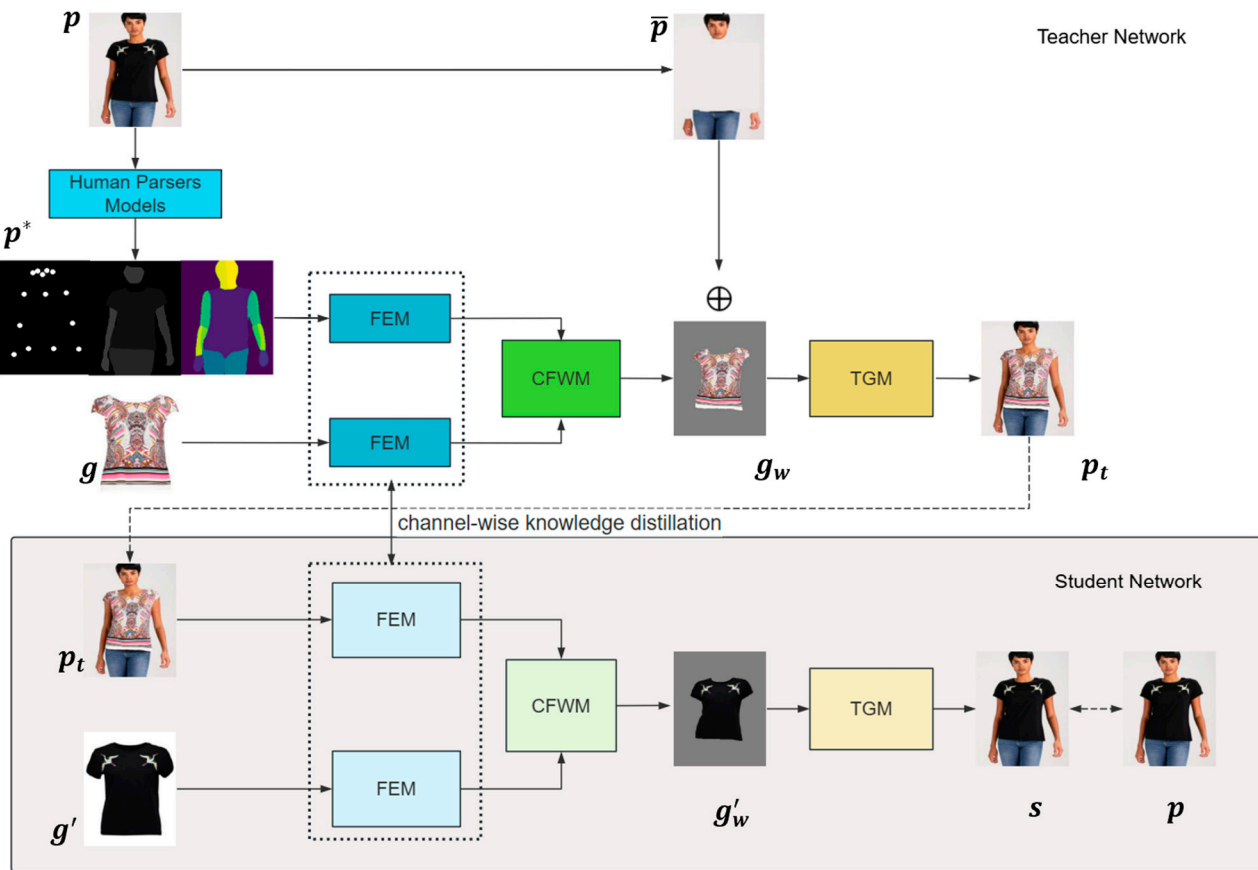 p
p̄
Teacher Network
Human Parsers
Models
p*
FEM
CFWM
TGM
FEM
g
g_w
p_t
channel-wise knowledge distillation
Student Network
FEM
p_t
CFWM
TGM
FEM
g'
g'_w
s
p